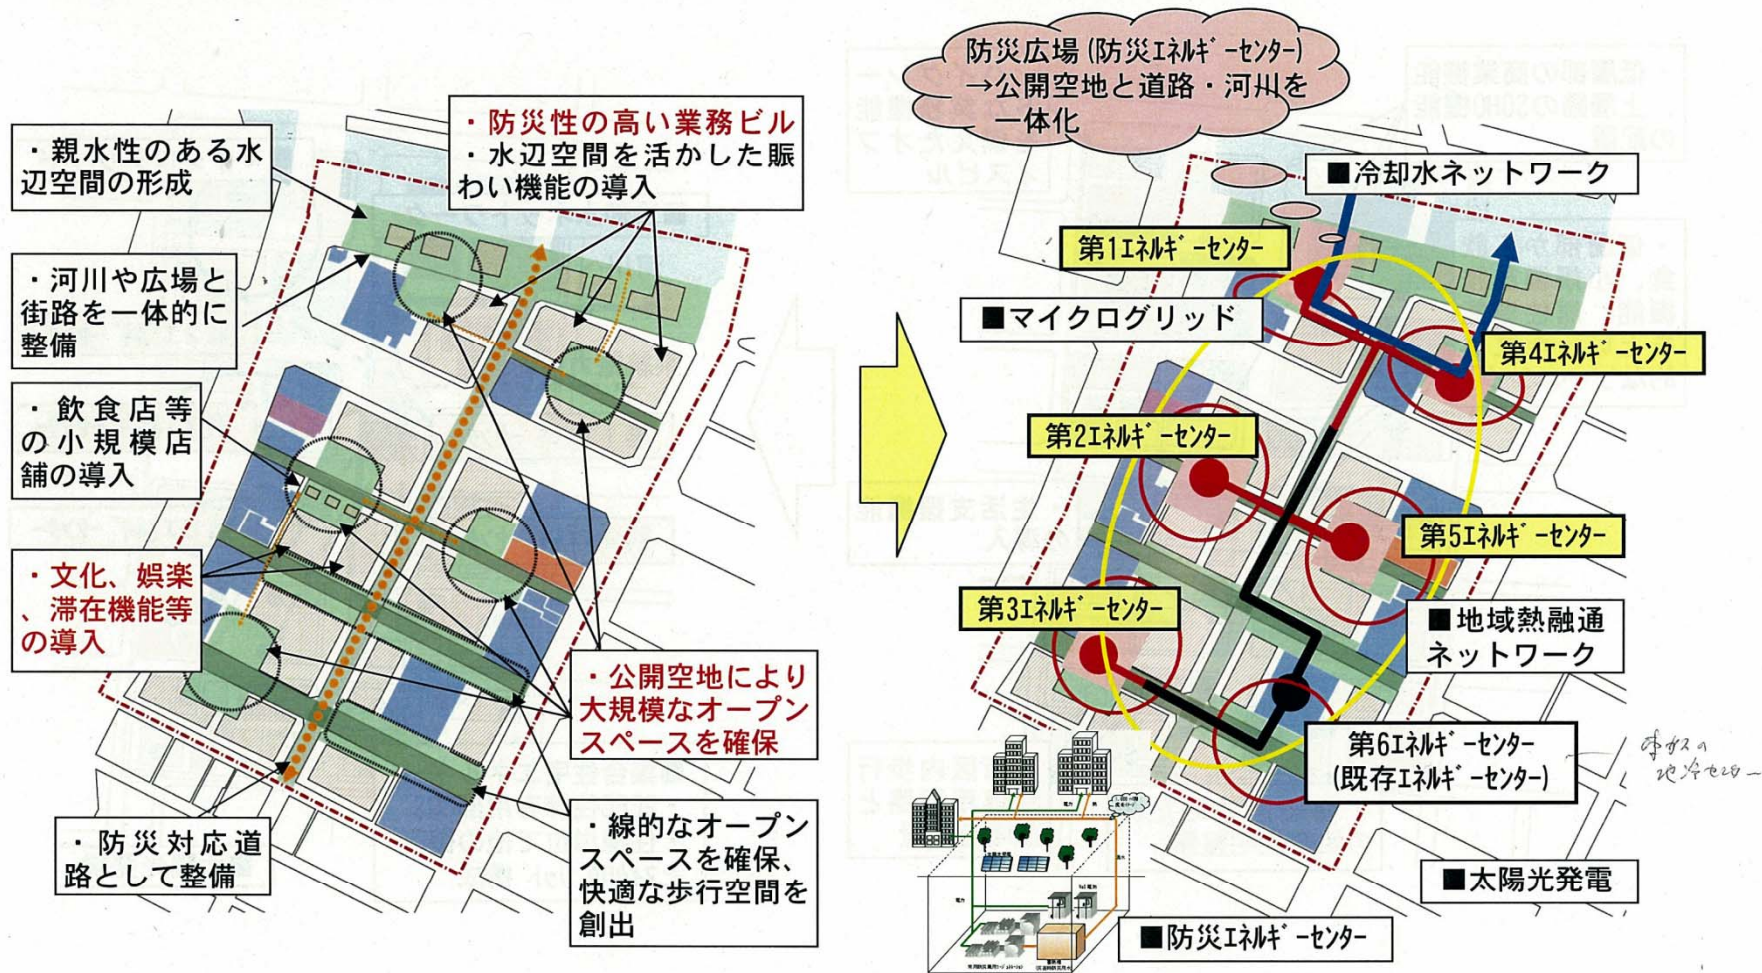 防災広場(防災エネルギーセンター)
→公開空地と道路・河川を
一体化
・親水性のある水
辺空間の形成
・防災性の高い業務ビル
・水辺空間を活かした賑
わい機能の導入
・河川や広場と
街路を一体的に
整備
・飲食店等
の小規模店
舗の導入
・文化、娯楽
、滞在機能等
の導入
・公開空地により
大規模なオープン
スペースを確保
・防災対応道
路として整備
・線的なオープン
スペースを確保、
快適な歩行空間を
創出
■冷却水ネットワーク
第1エネルギーセンター
■マイクログリッド
第4エネルギーセンター
第2エネルギーセンター
第5エネルギーセンター
第3エネルギーセンター
■地域熱融通
ネットワーク
第6エネルギーセンター
(既存エネルギーセンター)
■太陽光発電
■防災エネルギーセンター
電力
熱
電力